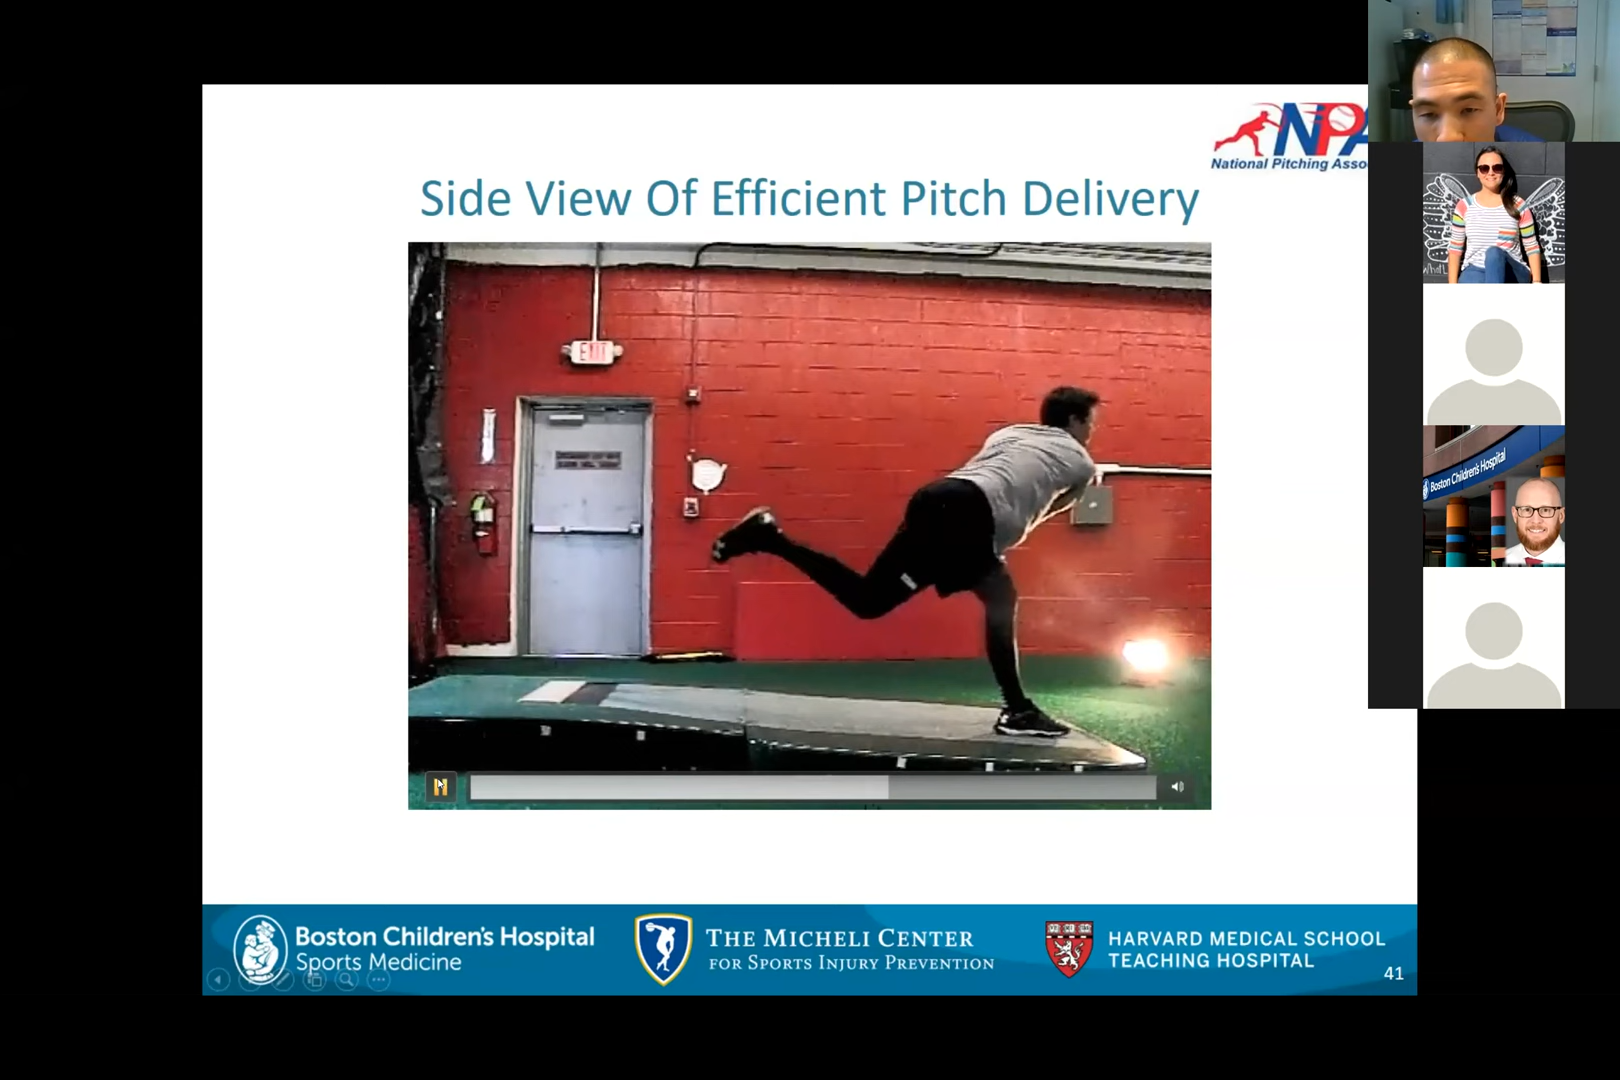 NPA
National Pitching Asso
Side View Of Efficient Pitch Delivery
EXIT
Boston Children's Hospital
Boston Children's Hospital
Sports Medicine
THE MICHELI CENTER
FOR SPORTS INJURY PREVENTION
HARVARD MEDICAL SCHOOL
TEACHING HOSPITAL
41